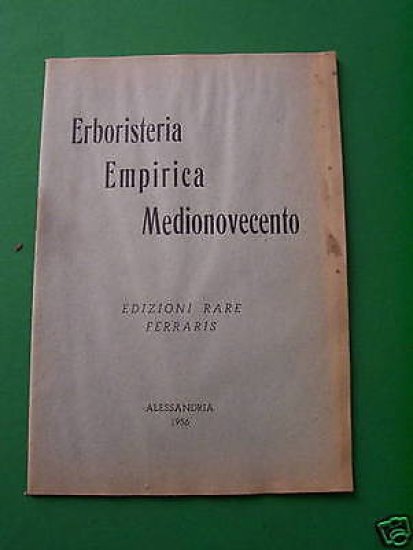 Erboristeria
Empirica
Medionovecento
EDIZIONI RARE
FERRARIS
ALESSANDRIA
1956